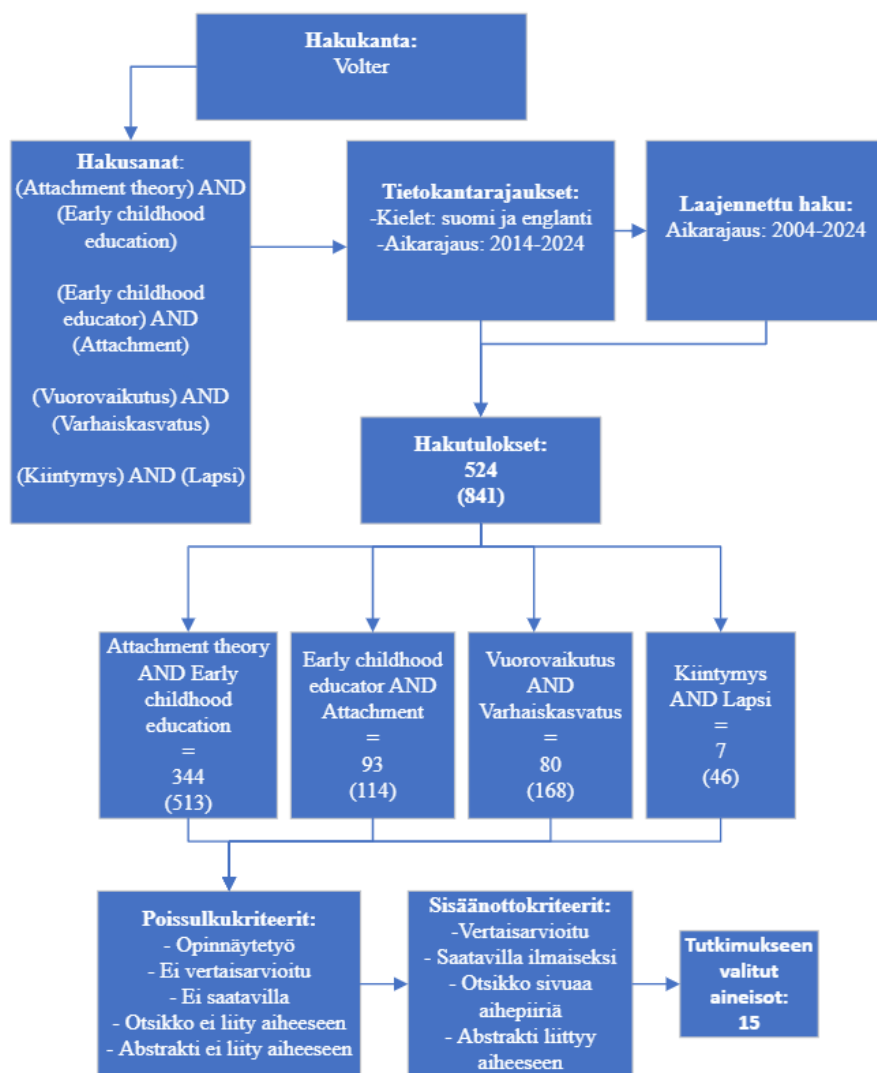 Hakukanta:
Volter
Hakusanat:
(Attachment theory) AND
(Early childhood
education)
(Early childhood
educator) AND
(Attachment)
(Vuorovaikutus) AND
(Varhaiskasvatus)
(Kiintymys) AND (Lapsi)
Tietokantarajaukset:
-Kielet: suomi ja englanti
-Aikarajaus: 2014-2024
Laajennettu haku:
Aikarajaus: 2004-2024
Hakutulokset:
524
(841)
Attachment theory
AND Early
childhood
education
=
344
(513)
Early childhood
educator AND
Attachment
=
93
(114)
Vuorovaikutus
AND
Varhaiskasvatus
=
80
(168)
Kiintymys
AND Lapsi
=
7
(46)
Poissulkukriteerit:
- Opinnäytetyö
- Ei vertaisarvioitu
- Ei saatavilla
- Otsikko ei liity aiheeseen
- Abstrakti ei liity aiheeseen
Sisäänottokriteerit:
-Vertaisarvioitu
- Saatavilla ilmaiseksi
- Otsikko sivuaa
aihepiiriä
- Abstrakti liittyy
aiheeseen
Tutkimukseen
valitut
aineisot:
15